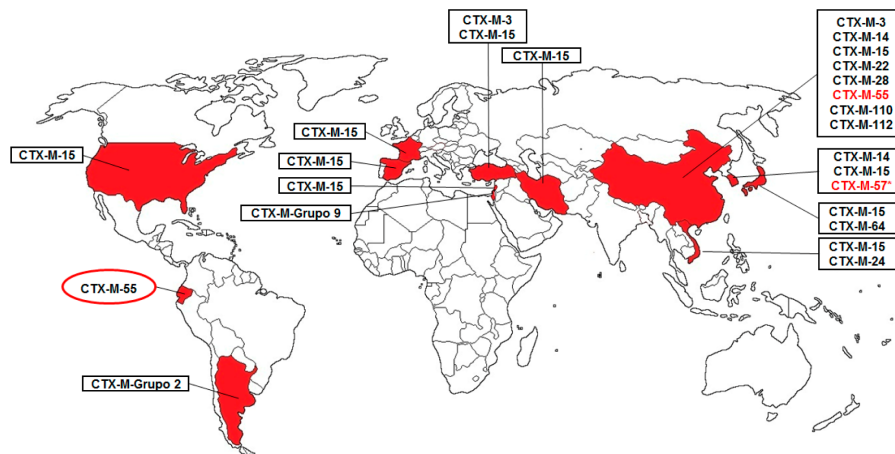 CTX-M-3
CTX-M-15
CTX-M-15
CTX-M-3
CTX-M-14
CTX-M-15
CTX-M-22
CTX-M-28
CTX-M-55
CTX-M-110
CTX-M-112
CTX-M-15
CTX-M-15
CTX-M-15
CTX-M-15
CTX-M-Grupo 9
CTX-M-14
CTX-M-15
CTX-M-57*
CTX-M-15
CTX-M-64
CTX-M-15
CTX-M-24
CTX-M-55
CTX-M-Grupo 2